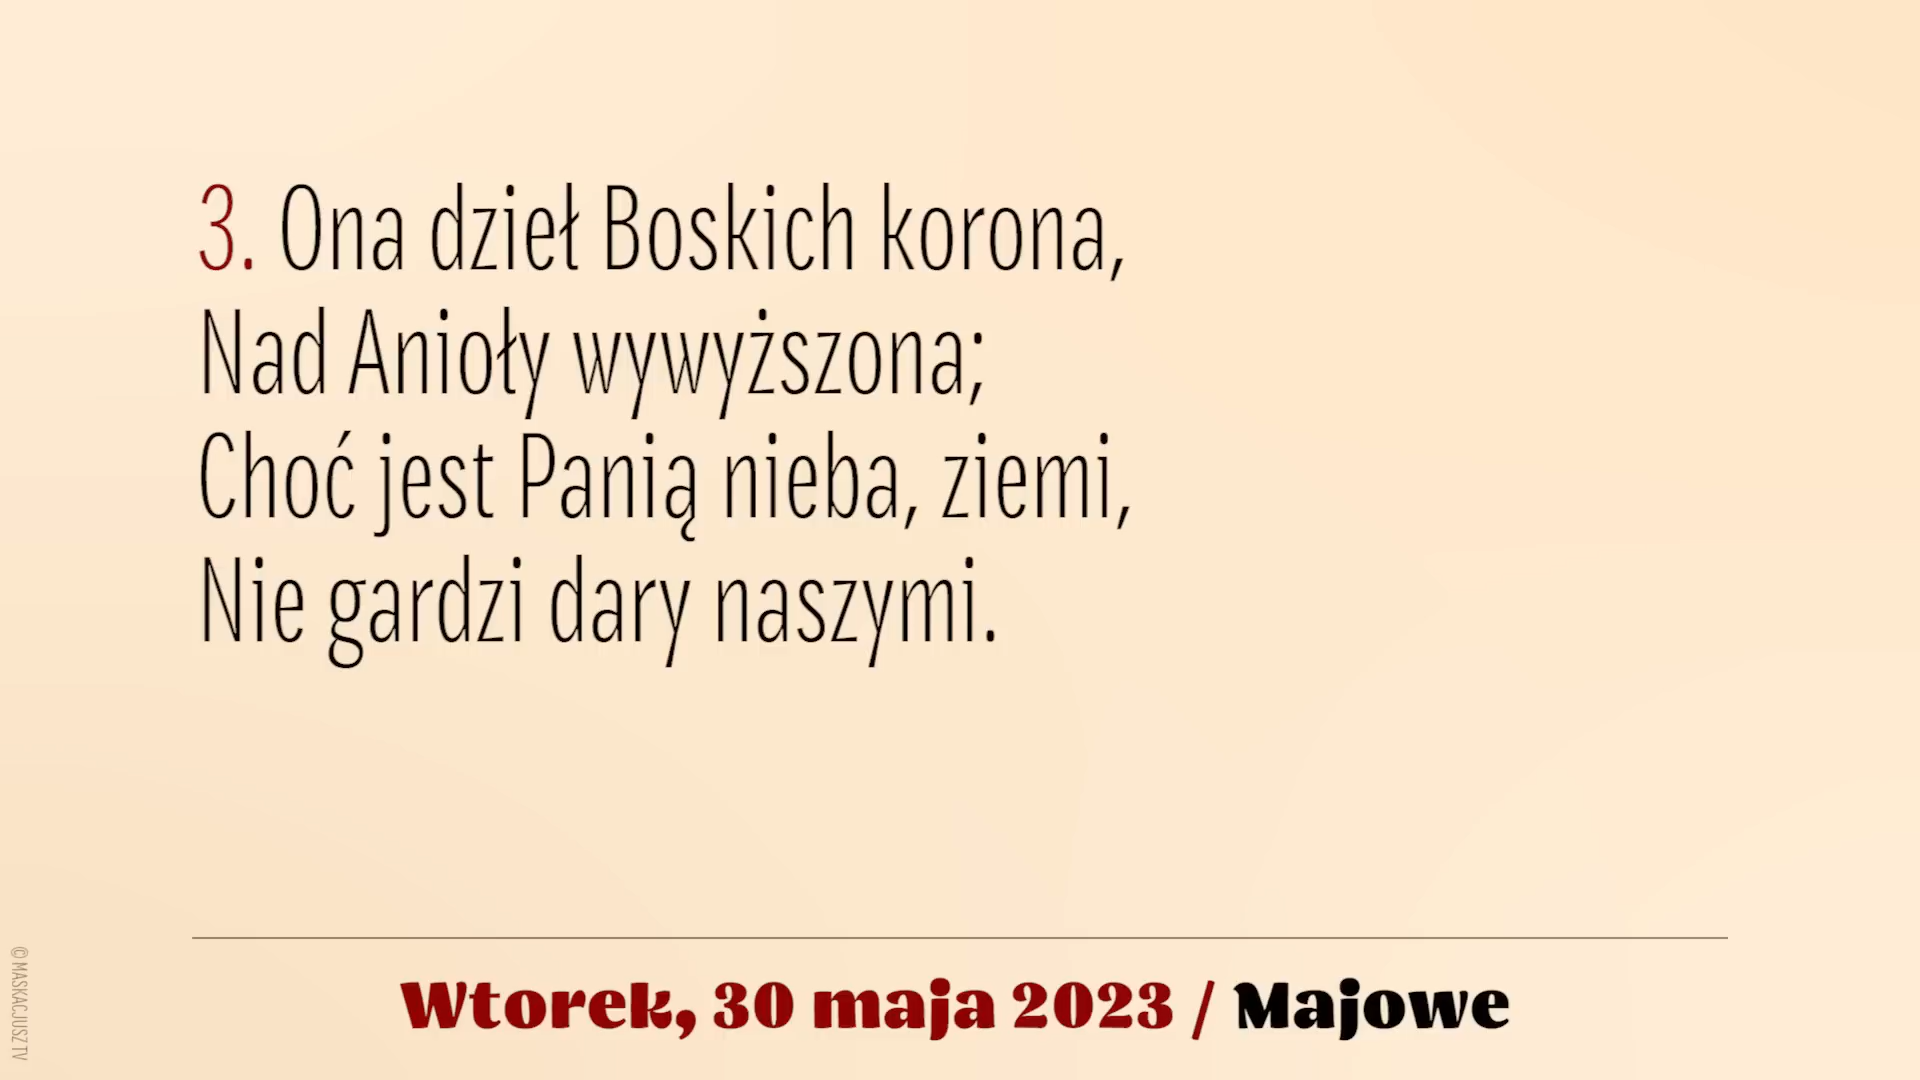 3. Ona dzieł Boskich korona,
Nad Anioły wywyższona;
Choć jest Panią nieba, ziemi,
Nie gardzi dary naszymi.
Wtorek, 30 maja 2023 / Majowe
© MASKACJUSZ TV